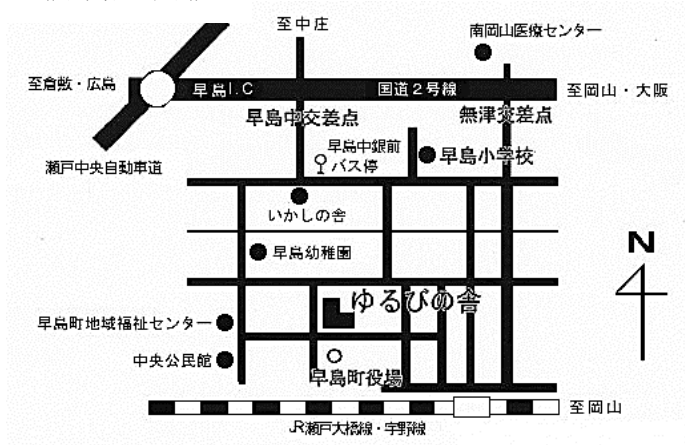 至中庄
南岡山医療センター
至倉敷・広島
早島I.C
国道2号線
至岡山・大阪
早島中交差点
無津交差点
早島中銀前
バス停
早島小学校
瀬戸中央自動車道
いかしの舎
N
早島幼稚園
ゆるびの舎
早島町地域福祉センター
中央公民館
早島町役場
至岡山
JR瀬戸大橋線・宇野線